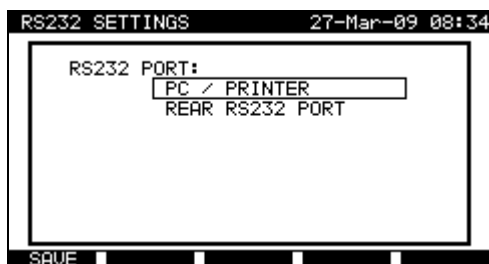 RS232 SETTINGS 27-Mar-09 08:34
RS232 PORT:
PC / PRINTER
REAR RS232 PORT
SAVE